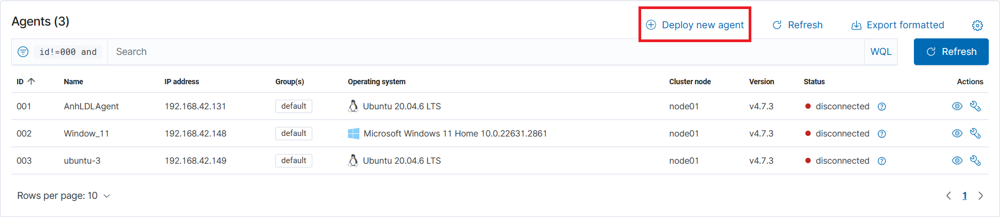 Agents (3) Deploy new agent Refresh Export formatted
id!=000 and Search WQL Refresh
ID Name IP address Group(s) Operating system Cluster node Version Status Actions
001 AnhLDLAgent 192.168.42.131 default Ubuntu 20.04.6 LTS node01 v4.7.3 disconnected
002 Window_11 192.168.42.148 default Microsoft Windows 11 Home 10.0.22631.2861 node01 v4.7.3 disconnected
003 ubuntu-3 192.168.42.149 default Ubuntu 20.04.6 LTS node01 v4.7.3 disconnected
Rows per page: 10 1